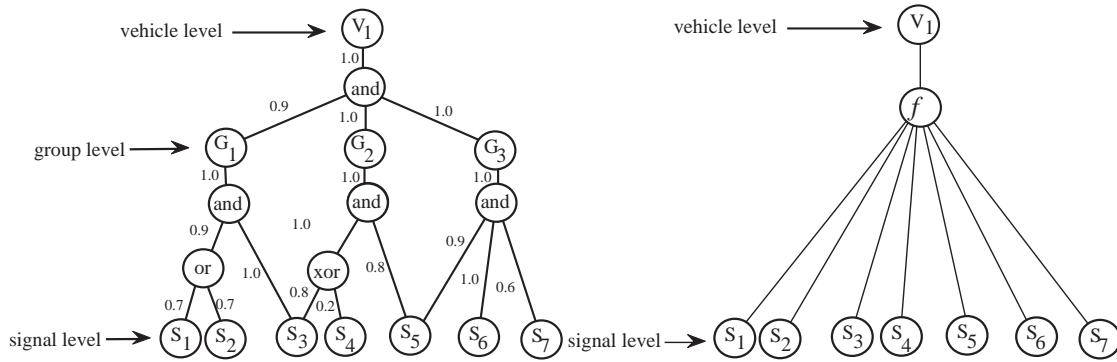 vehicle level V1 vehicle level V1
1.0
and
0.9 1.0 1.0
f
group level G1 G2 G3
1.0 1.0 1.0
and and and
0.9 1.0 0.9
or 1.0 xor 0.8 1.0 0.6
0.7 0.7 0.8 0.2
signal level S1 S2 S3 S4 S5 S6 S7 signal level S1 S2 S3 S4 S5 S6 S7